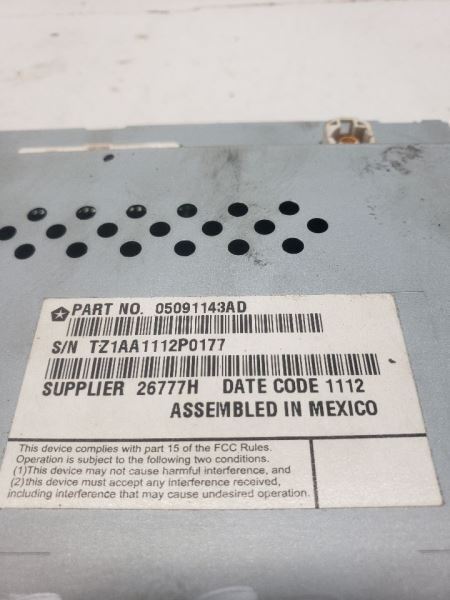 PART NO. 05091143AD
S/N TZ1AA1112P0177
SUPPLIER 26777H DATE CODE 1112
ASSEMBLED IN MEXICO
This device complies with part 15 of the FCC Rules.
Operation is subject to the following two conditions.
(1)This device may not cause harmful interference, and
(2)this device must accept any interference received,
including interference that may cause undesired operation.